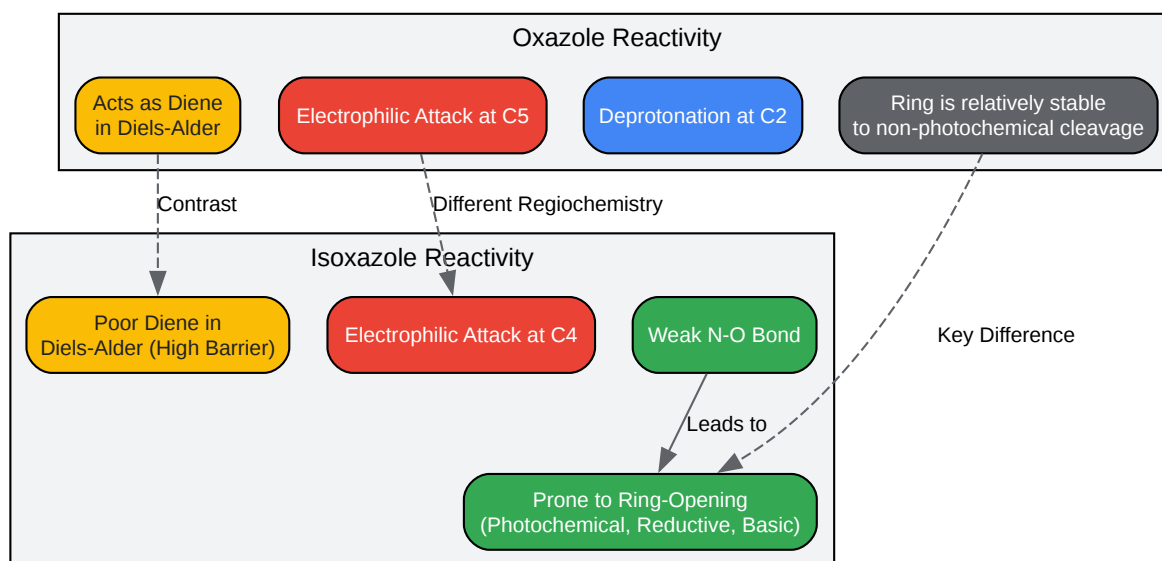 Oxazole Reactivity
Acts as Diene
in Diels-Alder
Electrophilic Attack at C5
Deprotonation at C2
Ring is relatively stable
to non-photochemical cleavage
Contrast
Different Regiochemistry
Isoxazole Reactivity
Poor Diene in
Diels-Alder (High Barrier)
Electrophilic Attack at C4
Weak N-O Bond
Key Difference
Leads to
Prone to Ring-Opening
(Photochemical, Reductive, Basic)